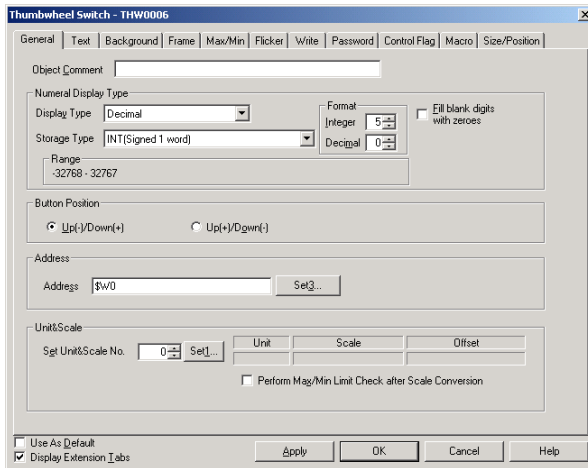 Thumbwheel Switch - THW0006
General Text Background Frame Max/Min Flicker Write Password Control Flag Macro Size/Position
Object Comment
Numeral Display Type
Display Type Decimal
Format
Integer 5
Fill blank digits with zeroes
Storage Type INT(Signed 1 word)
Decimal 0
Range
-32768 - 32767
Button Position
Up(-)/Down(+) Up(+)/Down(-)
Address
Address $W0 Set3...
Unit&Scale
Set Unit&Scale No. 0 Set1... Unit Scale Offset
Perform Max/Min Limit Check after Scale Conversion
Use As Default
Display Extension Tabs
Apply OK Cancel Help